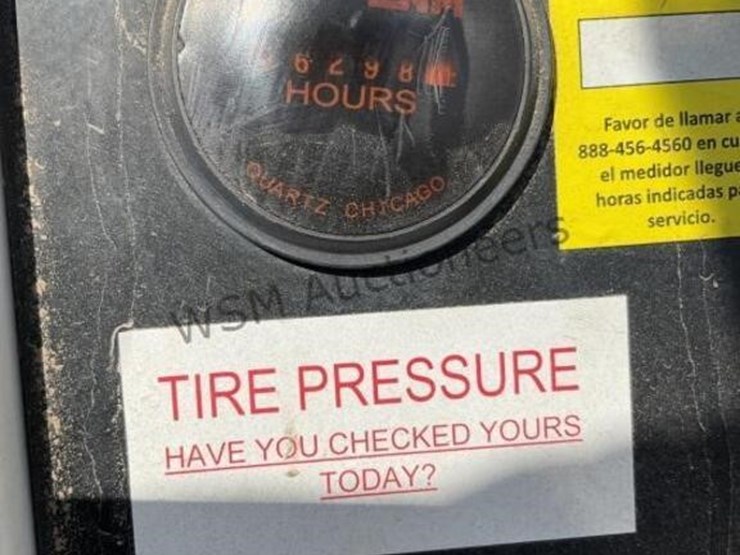 6298
HOURS
QUARTZ CHICAGO
Favor de llamar a
888-456-4560 en cu
el medidor llegue
horas indicadas pa
servicio.
WSM Auctioneers
TIRE PRESSURE
HAVE YOU CHECKED YOURS
TODAY?